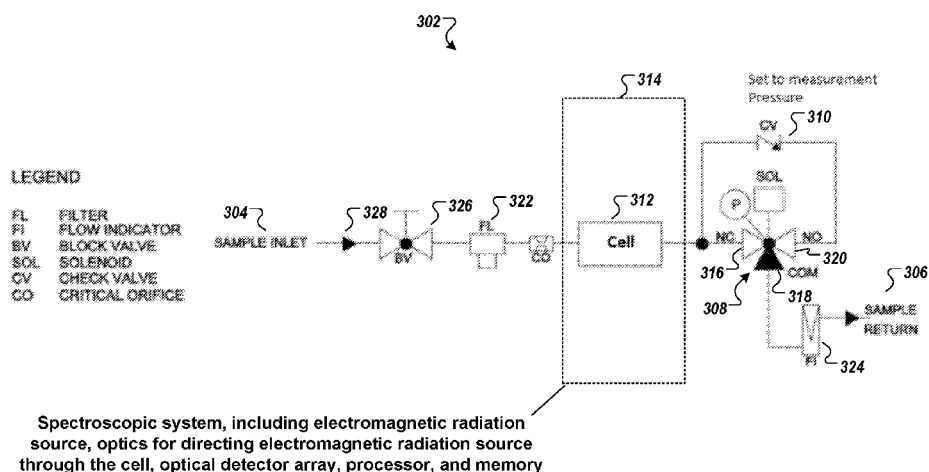 302
314
Set to measurement
Pressure
310
CV
LEGEND
SOL
FL FILTER
FI FLOW INDICATOR
BV BLOCK VALVE
SOL SOLENOID
CV CHECK VALVE
CO CRITICAL ORIFICE
304
SAMPLE INLET
328
326
BV
322
FL
CO
312
Cell
P
NC
NO
316
320
COM
308
318
306
SAMPLE
RETURN
324
FI
Spectroscopic system, including electromagnetic radiation
source, optics for directing electromagnetic radiation source
through the cell, optical detector array, processor, and memory